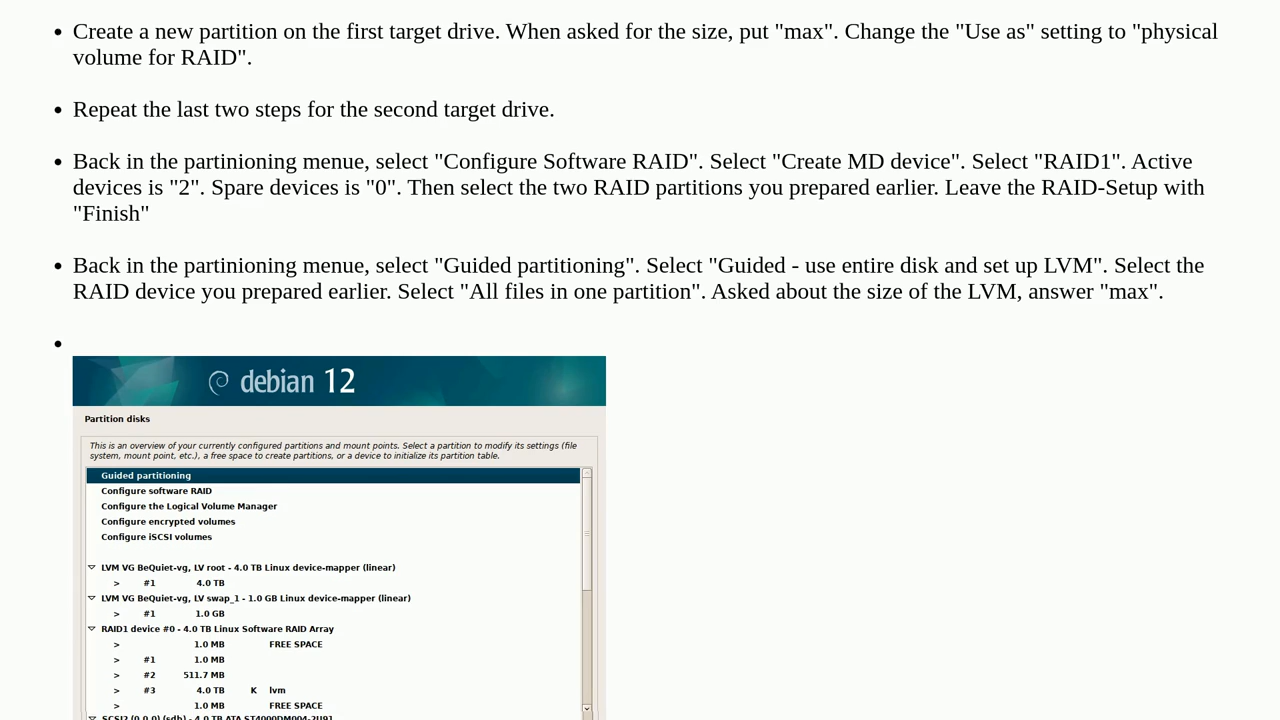 • Create a new partition on the first target drive. When asked for the size, put "max". Change the "Use as" setting to "physical
volume for RAID".
• Repeat the last two steps for the second target drive.
• Back in the partinioning menue, select "Configure Software RAID". Select "Create MD device". Select "RAID1". Active
devices is "2". Spare devices is "0". Then select the two RAID partitions you prepared earlier. Leave the RAID-Setup with
"Finish"
• Back in the partinioning menue, select "Guided partitioning". Select "Guided - use entire disk and set up LVM". Select the
RAID device you prepared earlier. Select "All files in one partition". Asked about the size of the LVM, answer "max".
•
debian 12
Partition disks
This is an overview of your currently configured partitions and mount points. Select a partition to modify its settings (file
system, mount point, etc.), a free space to create partitions, or a device to initialize its partition table.
Guided partitioning
Configure software RAID
Configure the Logical Volume Manager
Configure encrypted volumes
Configure iSCSI volumes
LVM VG BeQuiet-vg, LV root - 4.0 TB Linux device-mapper (linear)
> #1 4.0 TB
LVM VG BeQuiet-vg, LV swap_1 - 1.0 GB Linux device-mapper (linear)
> #1 1.0 GB
RAID1 device #0 - 4.0 TB Linux Software RAID Array
> 1.0 MB FREE SPACE
> #1 1.0 MB
> #2 511.7 MB
> #3 4.0 TB K lvm
> 1.0 MB FREE SPACE
SCSI2 (0,0,0) (sdb) - 4.0 TB ATA ST4000DM004-2U91